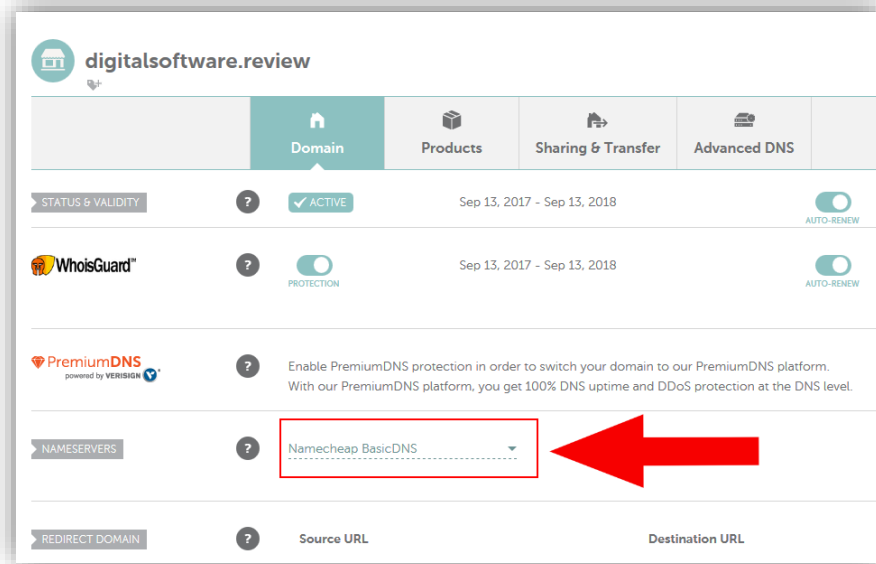 digitalsoftware.review
Domain
Products
Sharing & Transfer
Advanced DNS
STATUS & VALIDITY
?
ACTIVE
Sep 13, 2017 - Sep 13, 2018
AUTO-RENEW
WhoisGuard™
?
PROTECTION
Sep 13, 2017 - Sep 13, 2018
AUTO-RENEW
PremiumDNS
powered by VERISIGN
?
Enable PremiumDNS protection in order to switch your domain to our PremiumDNS platform.
With our PremiumDNS platform, you get 100% DNS uptime and DDoS protection at the DNS level.
NAMESERVERS
?
Namecheap BasicDNS
REDIRECT DOMAIN
?
Source URL
Destination URL